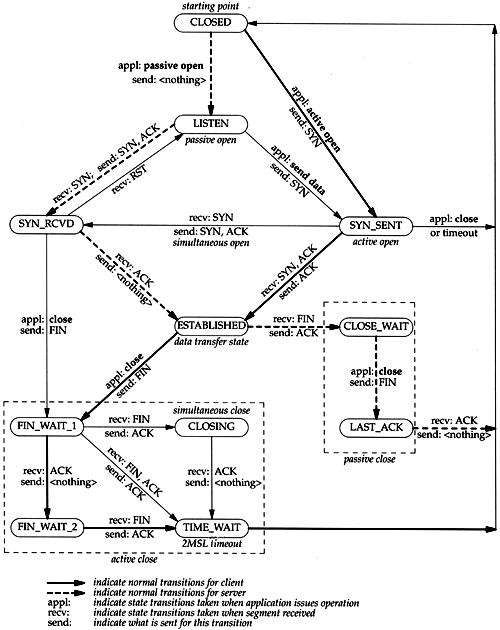 starting point
CLOSED
appl: passive open
send: <nothing>
appl: active open
send: SYN
LISTEN
passive open
recv: SYN; send: SYN, ACK
recv: RST
appl: send data
send: SYN
SYN_RCVD
recv: SYN
send: SYN, ACK
simultaneous open
SYN_SENT
active open
appl: close
or timeout
recv: ACK
send: <nothing>
recv: SYN, ACK
send: ACK
appl: close
send: FIN
ESTABLISHED
data transfer state
recv: FIN
send: ACK
CLOSE_WAIT
appl: close
send: FIN
appl: close
send: FIN
LAST_ACK
recv: ACK
send: <nothing>
passive close
simultaneous close
FIN_WAIT_1
recv: FIN
send: ACK
CLOSING
recv: ACK
send: <nothing>
recv: FIN, ACK
send: ACK
recv: ACK
send: <nothing>
FIN_WAIT_2
recv: FIN
send: ACK
TIME_WAIT
2MSL timeout
active close
indicate normal transitions for client
indicate normal transitions for server
appl: indicate state transitions taken when application issues operation
recv: indicate state transitions taken when segment received
send: indicate what is sent for this transition